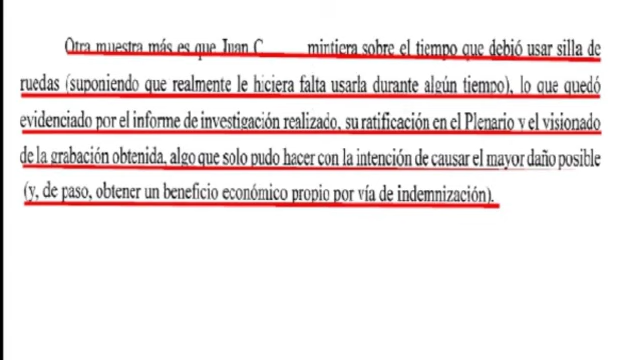 Otra muestra más es que Juan C mintiera sobre el tiempo que debió usar silla de
ruedas (suponiendo que realmente le hiciera falta usarla durante algún tiempo), lo que quedó
evidenciado por el informe de investigación realizado, su ratificación en el Plenario y el visionado
de la grabación obtenida, algo que solo pudo hacer con la intención de causar el mayor daño posible
(y, de paso, obtener un beneficio económico propio por vía de indemnización).